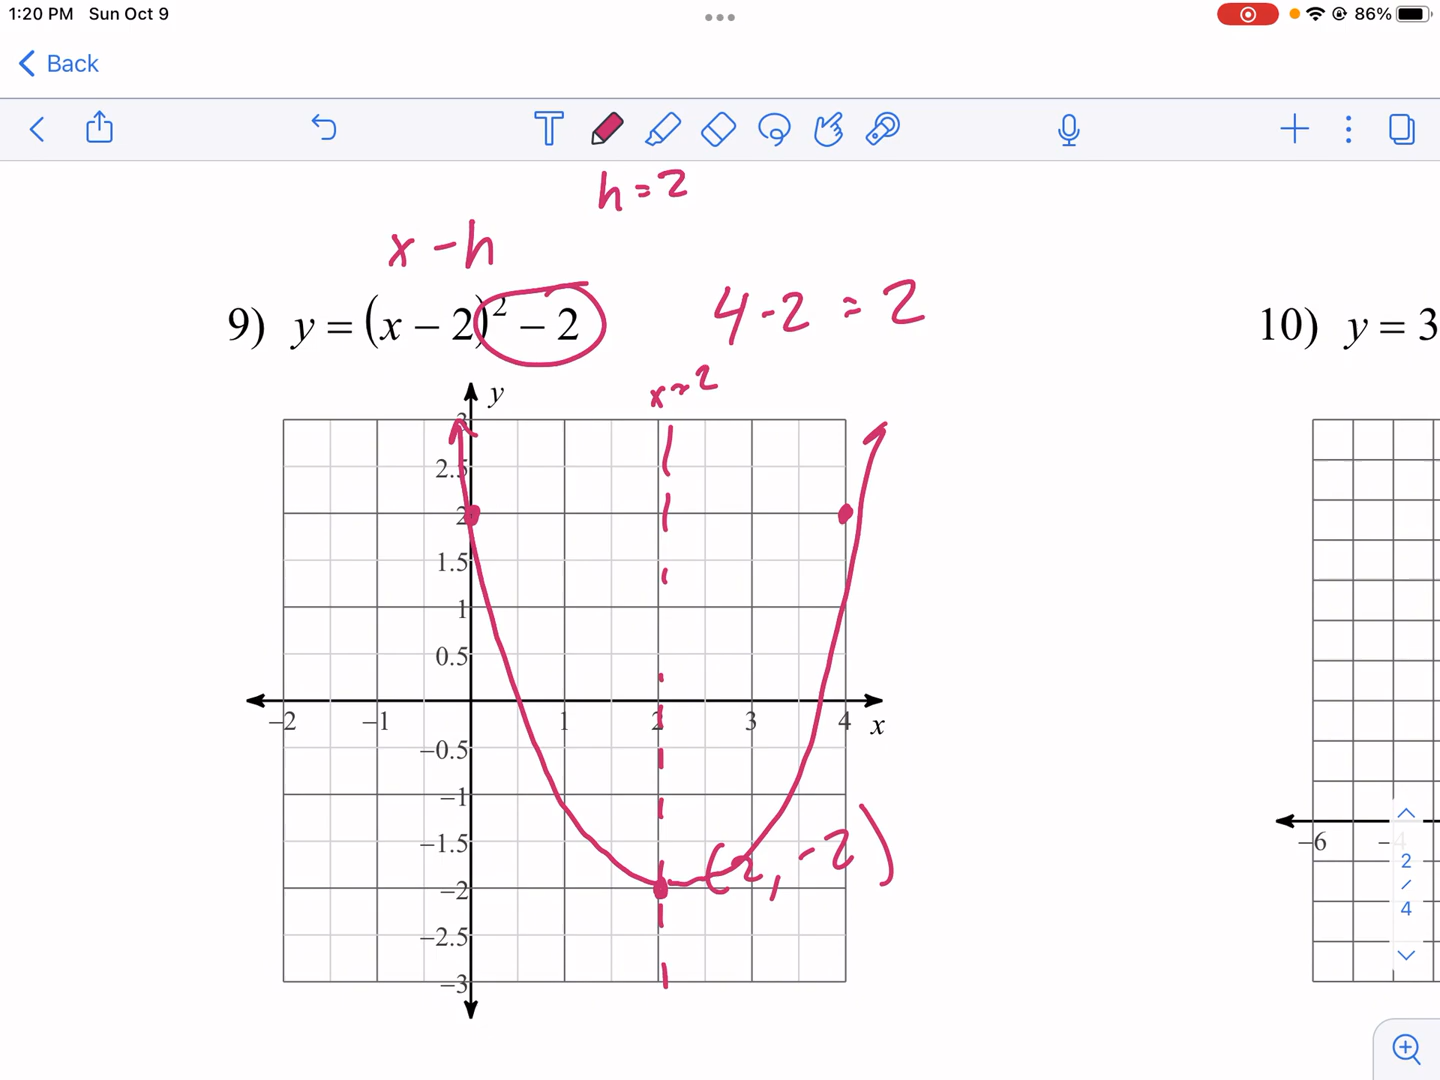 1:20 PM Sun Oct 9
86%
Back
h = 2
x - h
9) y = (x − 2)² − 2
4 - 2 = 2
10) y = 3
x = 2
y
3
2.5
2
1.5
1
0.5
−2 −1 1 2 3 4 x
−0.5
−1
−1.5
(2, -2)
−2
−2.5
−3
−6 −4
2
/
4